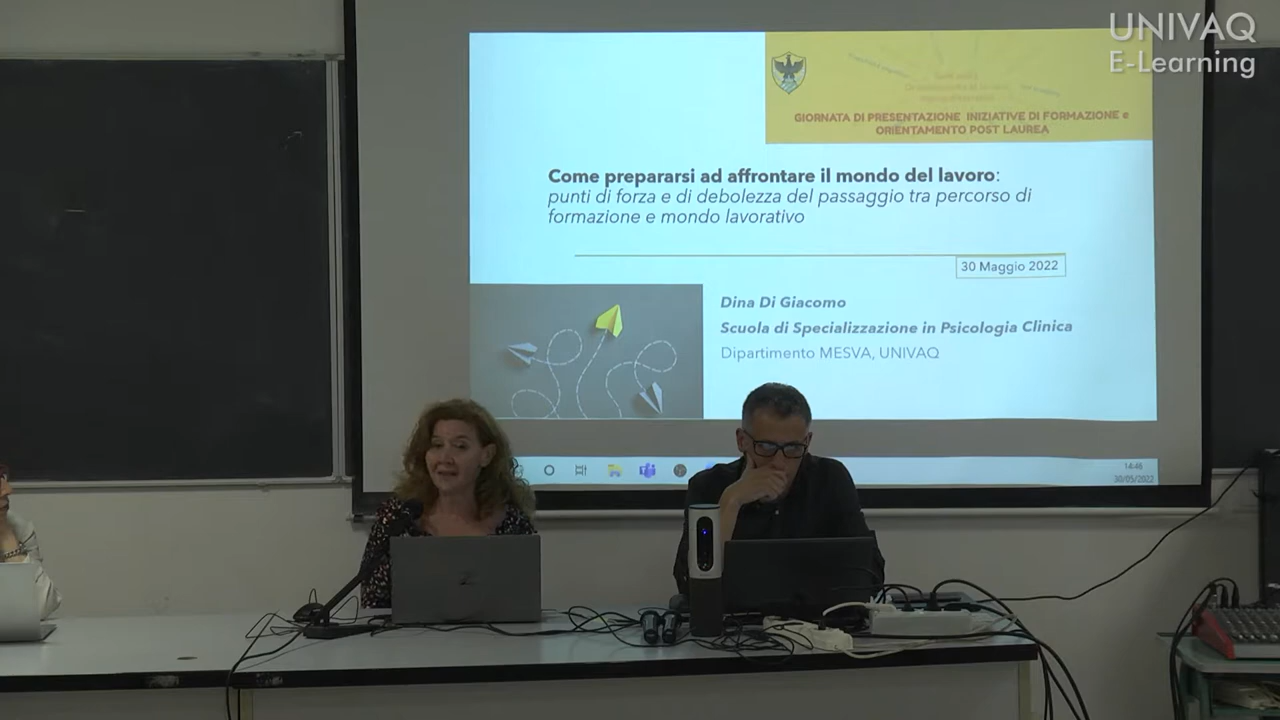 UNIVAQ
E-Learning
GIORNATA DI PRESENTAZIONE INIZIATIVE DI FORMAZIONE e
ORIENTAMENTO POST LAUREA
Come prepararsi ad affrontare il mondo del lavoro:
punti di forza e di debolezza del passaggio tra percorso di
formazione e mondo lavorativo
30 Maggio 2022
Dina Di Giacomo
Scuola di Specializzazione in Psicologia Clinica
Dipartimento MESVA, UNIVAQ
14:46
30/05/2022